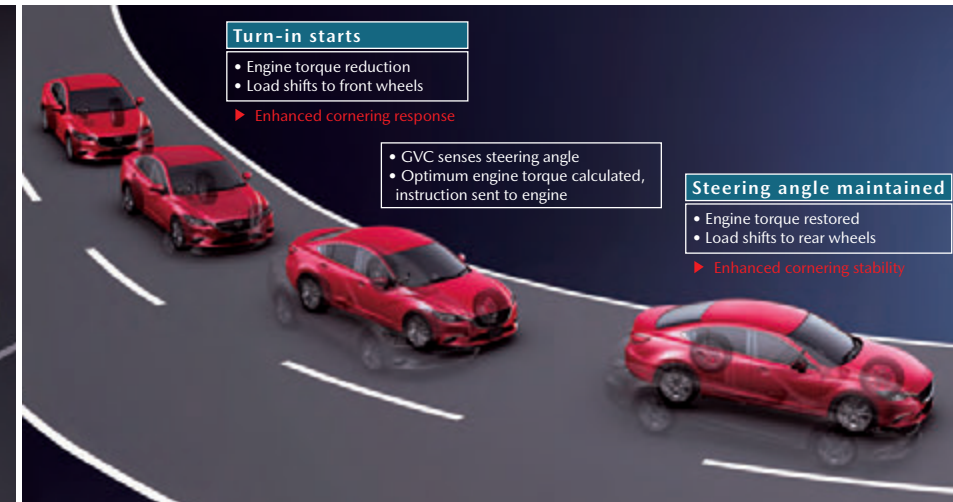 Turn-in starts
• Engine torque reduction
• Load shifts to front wheels
▶ Enhanced cornering response
• GVC senses steering angle
• Optimum engine torque calculated,
instruction sent to engine
Steering angle maintained
• Engine torque restored
• Load shifts to rear wheels
▶ Enhanced cornering stability